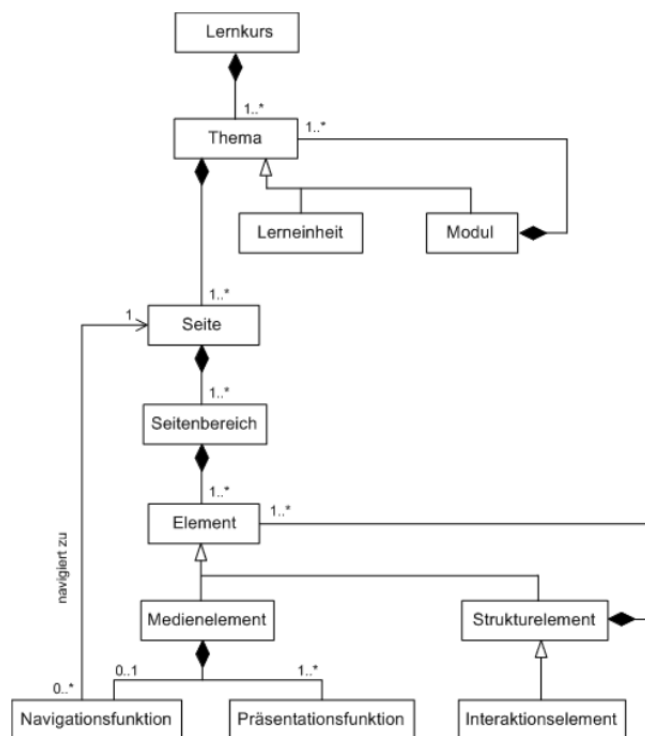 Lernkurs
1..*
1..*
Thema
Lerneinheit
Modul
1..*
1
Seite
1..*
Seitenbereich
1..*
1..*
Element
navigiert zu
Medienelement
Strukturelement
0..1
1..*
0..*
Navigationsfunktion
Präsentationsfunktion
Interaktionselement